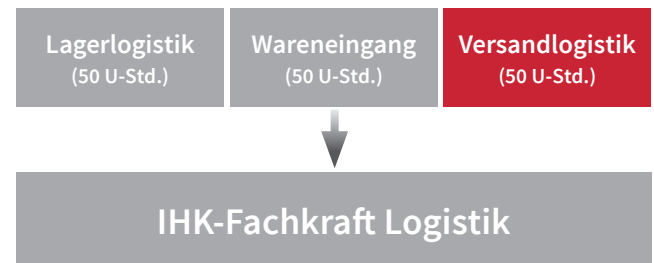 Lagerlogistik
(50 U-Std.)
Wareneingang
(50 U-Std.)
Versandlogistik
(50 U-Std.)
IHK-Fachkraft Logistik